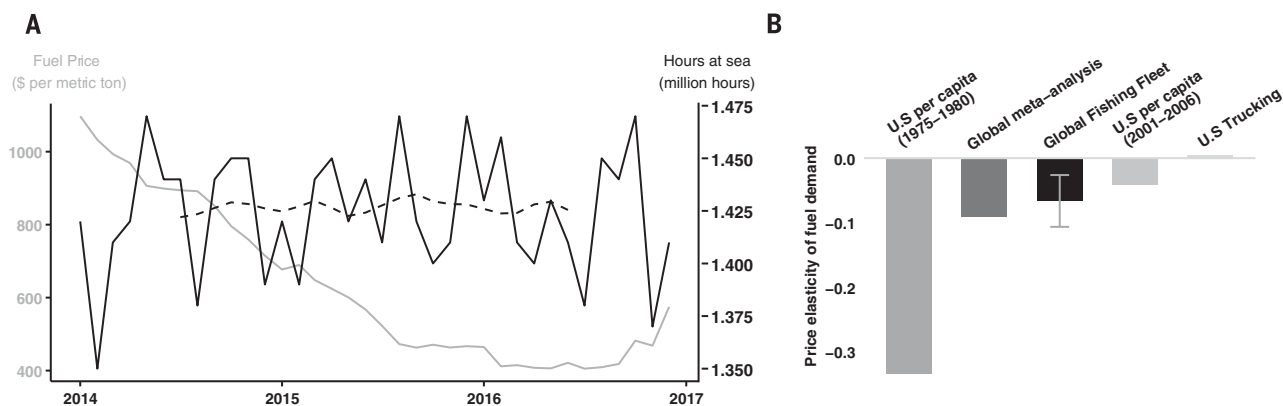 A
Fuel Price
($ per metric ton)
Hours at sea
(million hours)
1000
800
600
400
1.475
1.450
1.425
1.400
1.375
1.350
2014
2015
2016
2017
B
U.S per capita
(1975–1980)
Global meta–analysis
Global Fishing Fleet
U.S per capita
(2001–2006)
U.S Trucking
Price elasticity of fuel demand
0.0
−0.1
−0.2
−0.3